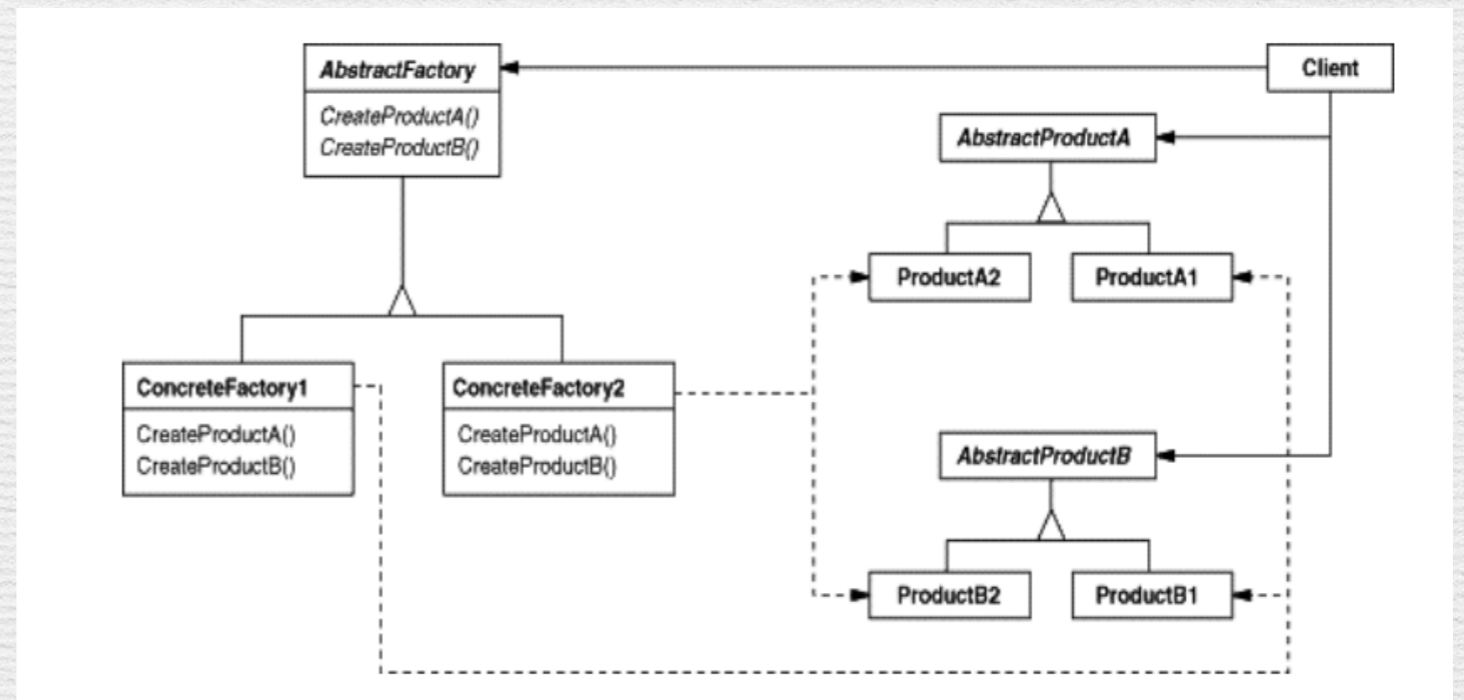 AbstractFactory
CreateProductA()
CreateProductB()
Client
AbstractProductA
ProductA2
ProductA1
ConcreteFactory1
CreateProductA()
CreateProductB()
ConcreteFactory2
CreateProductA()
CreateProductB()
AbstractProductB
ProductB2
ProductB1